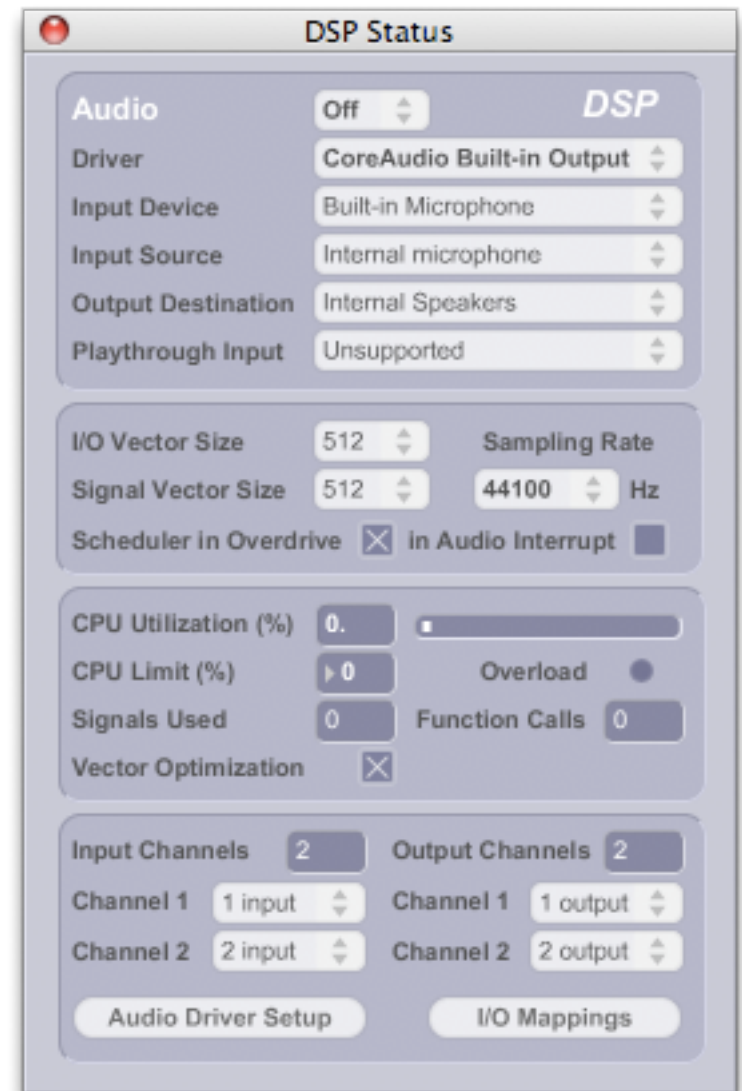 DSP Status
Audio Off DSP
Driver CoreAudio Built-in Output
Input Device Built-in Microphone
Input Source Internal microphone
Output Destination Internal Speakers
Playthrough Input Unsupported
I/O Vector Size 512 Sampling Rate
Signal Vector Size 512 44100 Hz
Scheduler in Overdrive in Audio Interrupt
CPU Utilization (%) 0.
CPU Limit (%) 0 Overload
Signals Used 0 Function Calls 0
Vector Optimization
Input Channels 2 Output Channels 2
Channel 1 1 input Channel 1 1 output
Channel 2 2 input Channel 2 2 output
Audio Driver Setup I/O Mappings